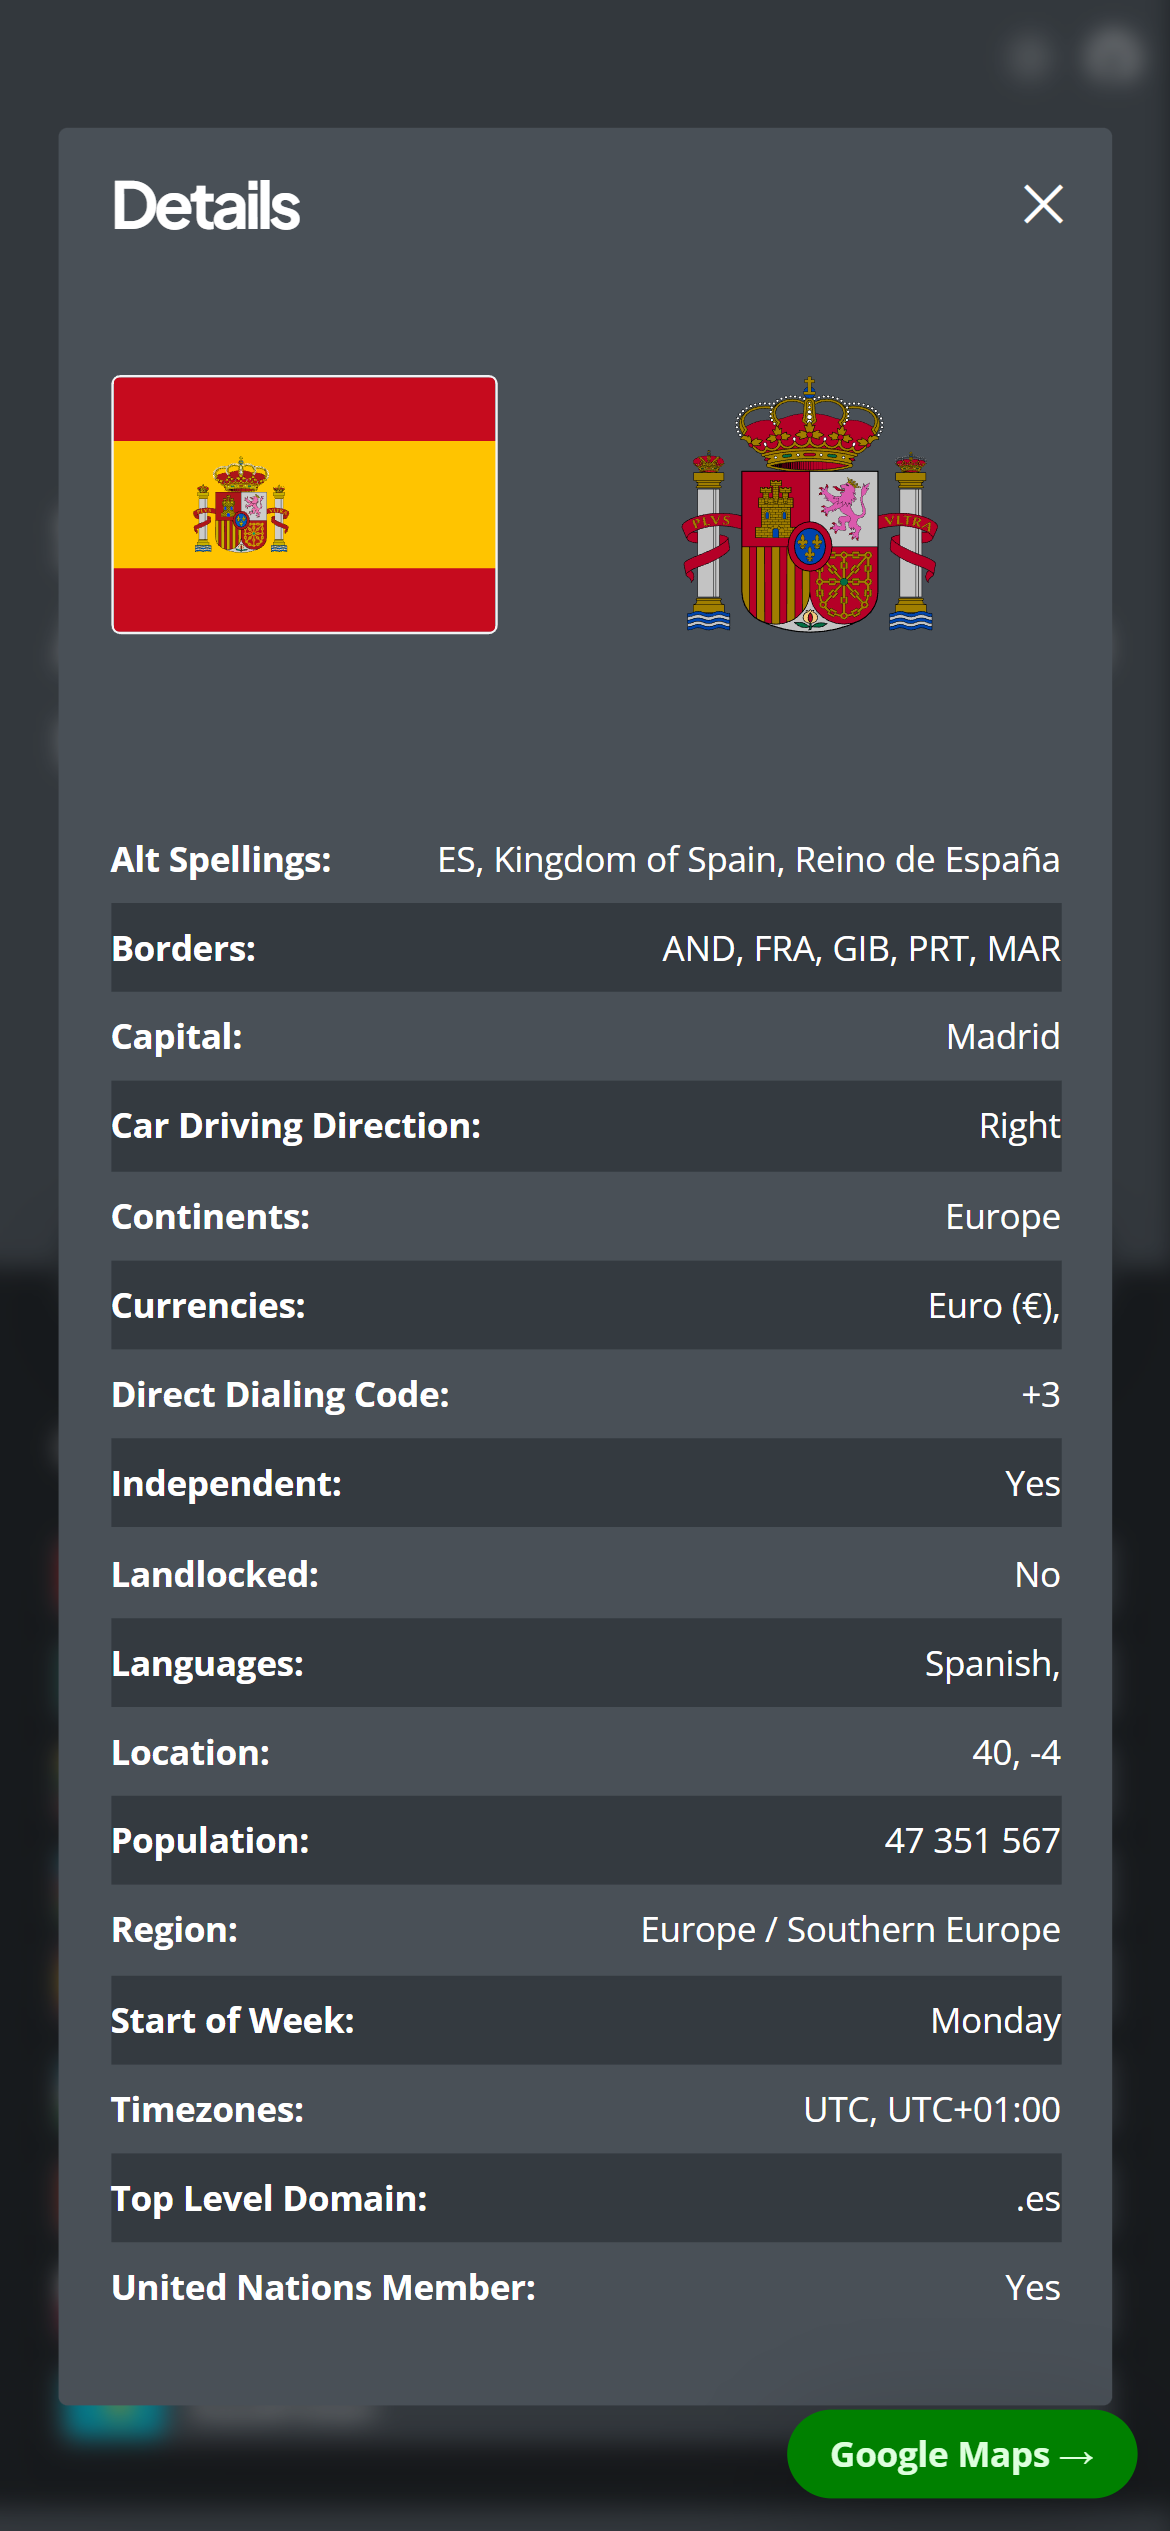 Details
PLVS VLTRA
Alt Spellings: ES, Kingdom of Spain, Reino de España
Borders: AND, FRA, GIB, PRT, MAR
Capital: Madrid
Car Driving Direction: Right
Continents: Europe
Currencies: Euro (€),
Direct Dialing Code: +3
Independent: Yes
Landlocked: No
Languages: Spanish,
Location: 40, -4
Population: 47 351 567
Region: Europe / Southern Europe
Start of Week: Monday
Timezones: UTC, UTC+01:00
Top Level Domain: .es
United Nations Member: Yes
Google Maps →